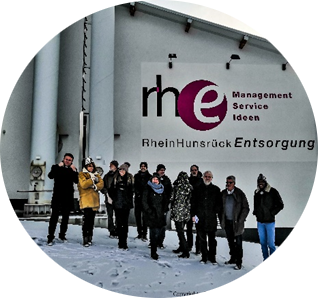 rhe
Management
Service
Ideen
RheinHunsrück Entsorgung